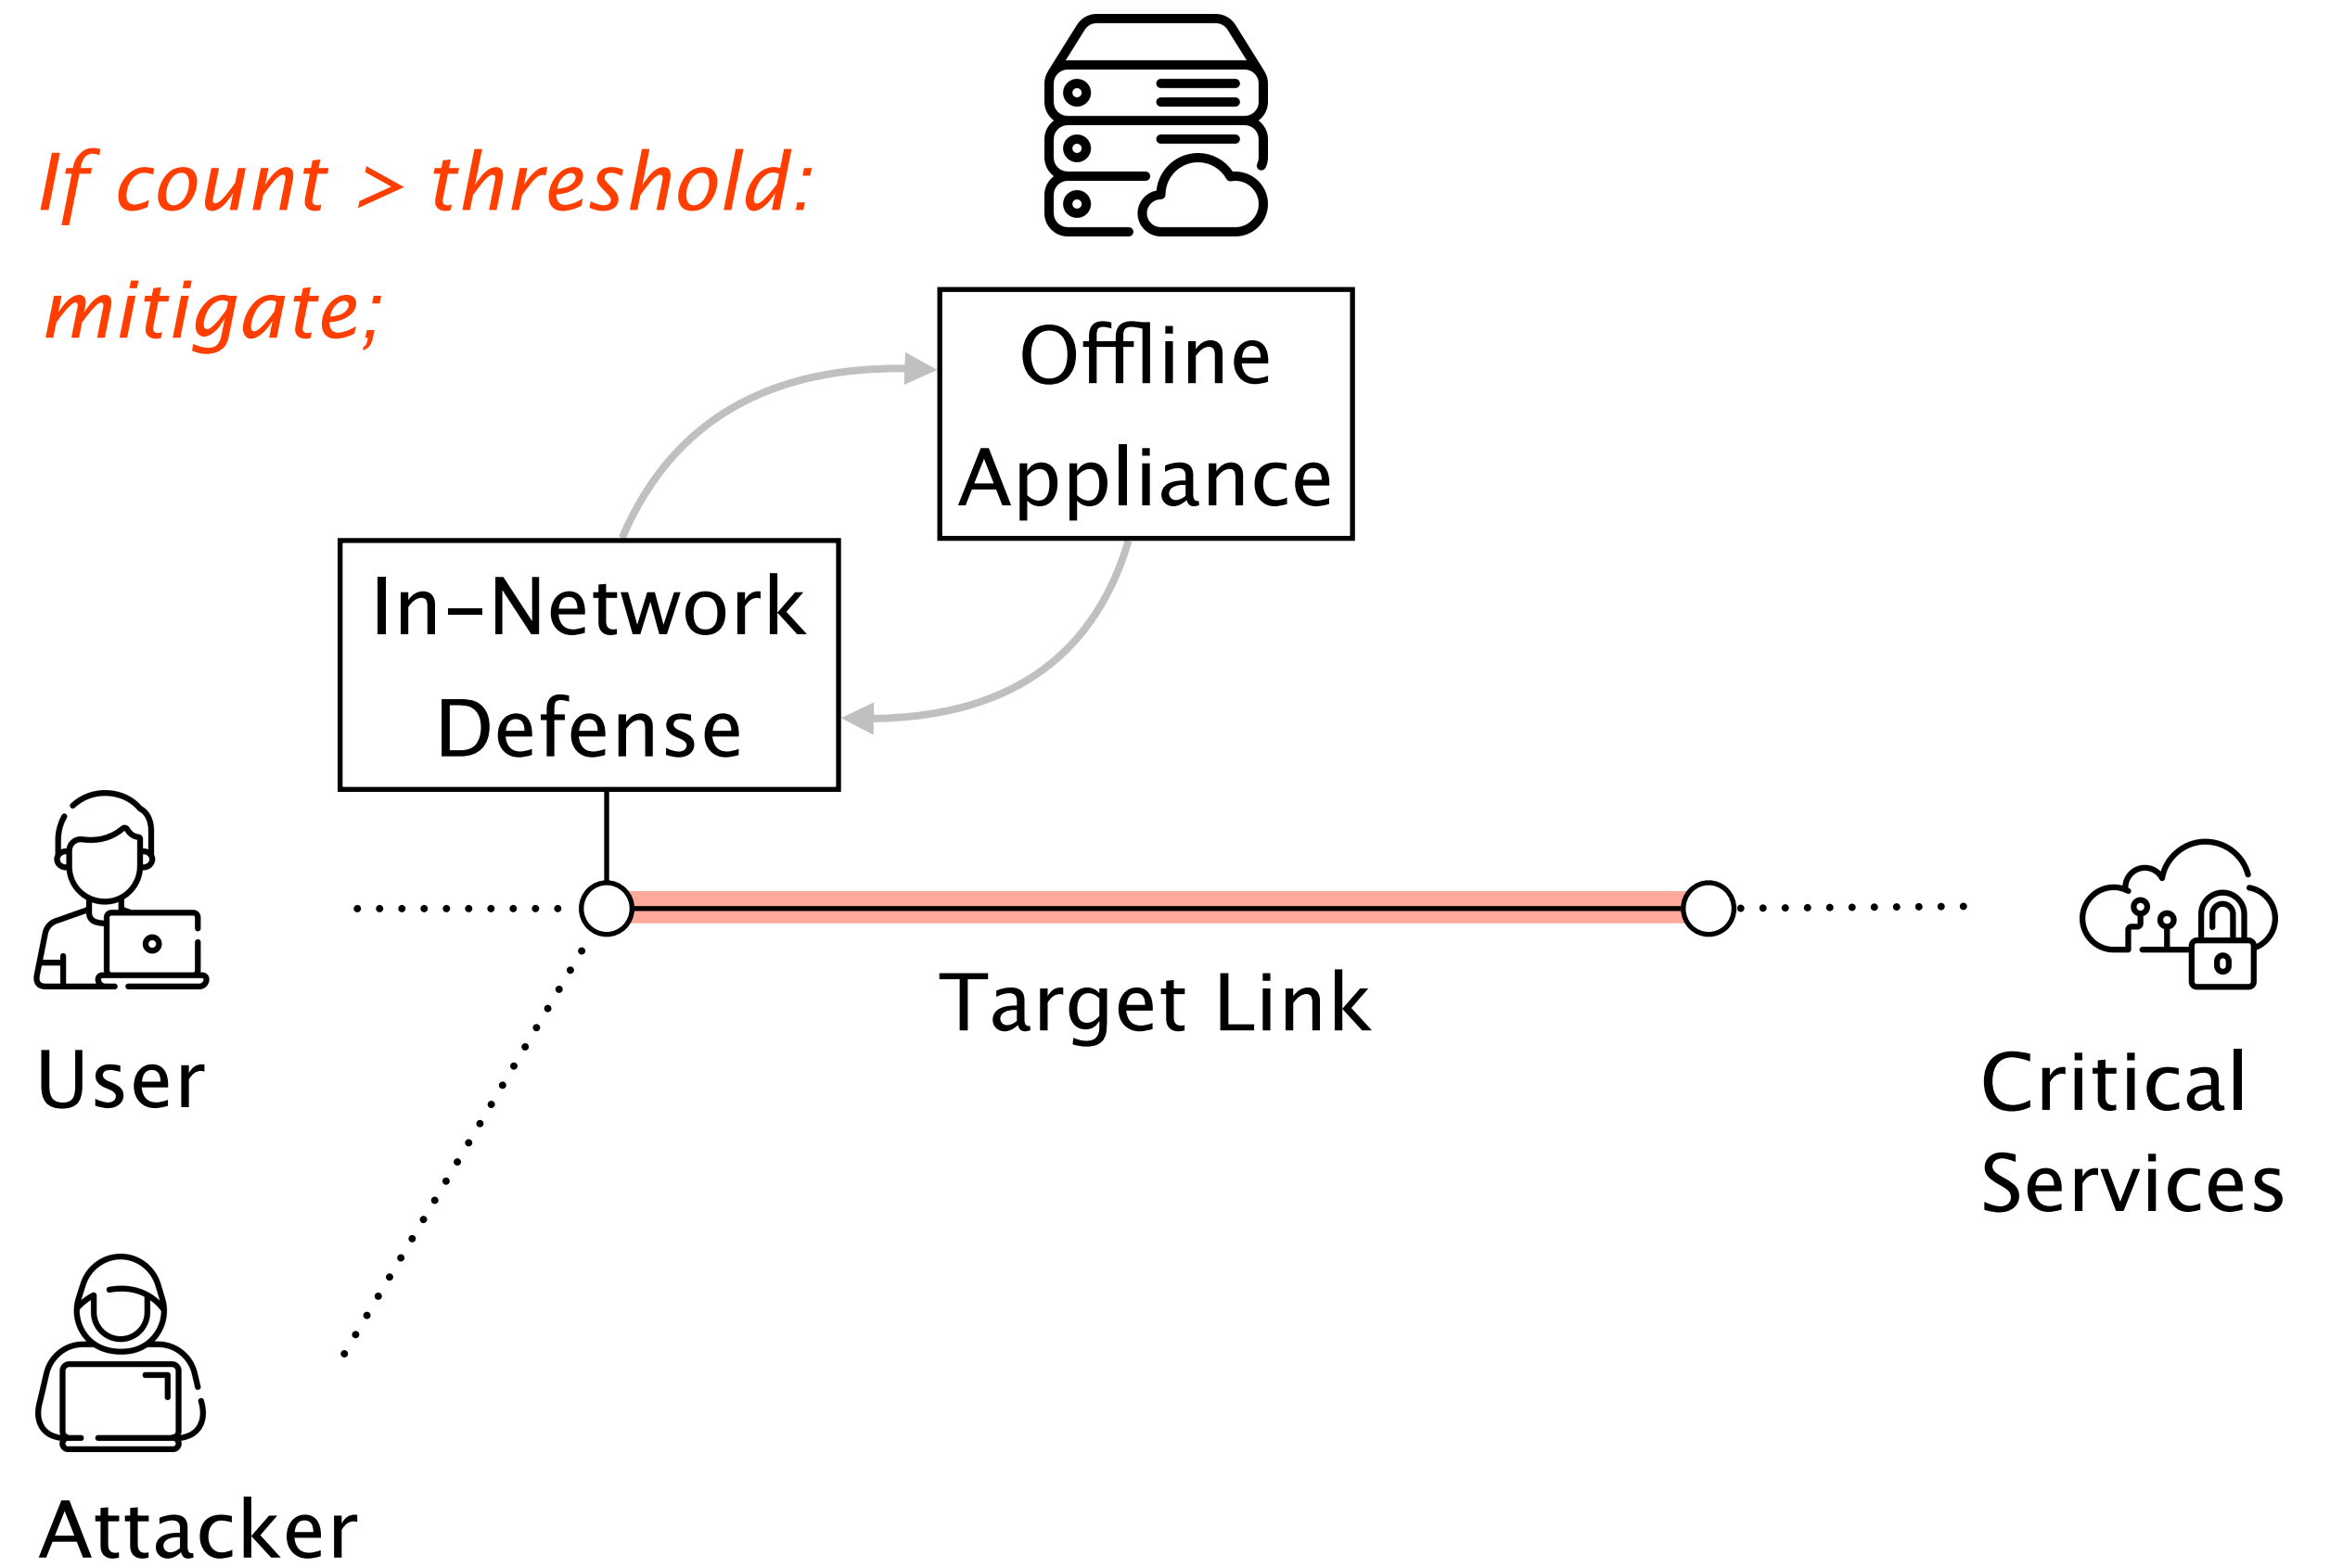 If count > threshold:
mitigate;
Offline
Appliance
In-Network
Defense
User
Target Link
Critical
Services
Attacker